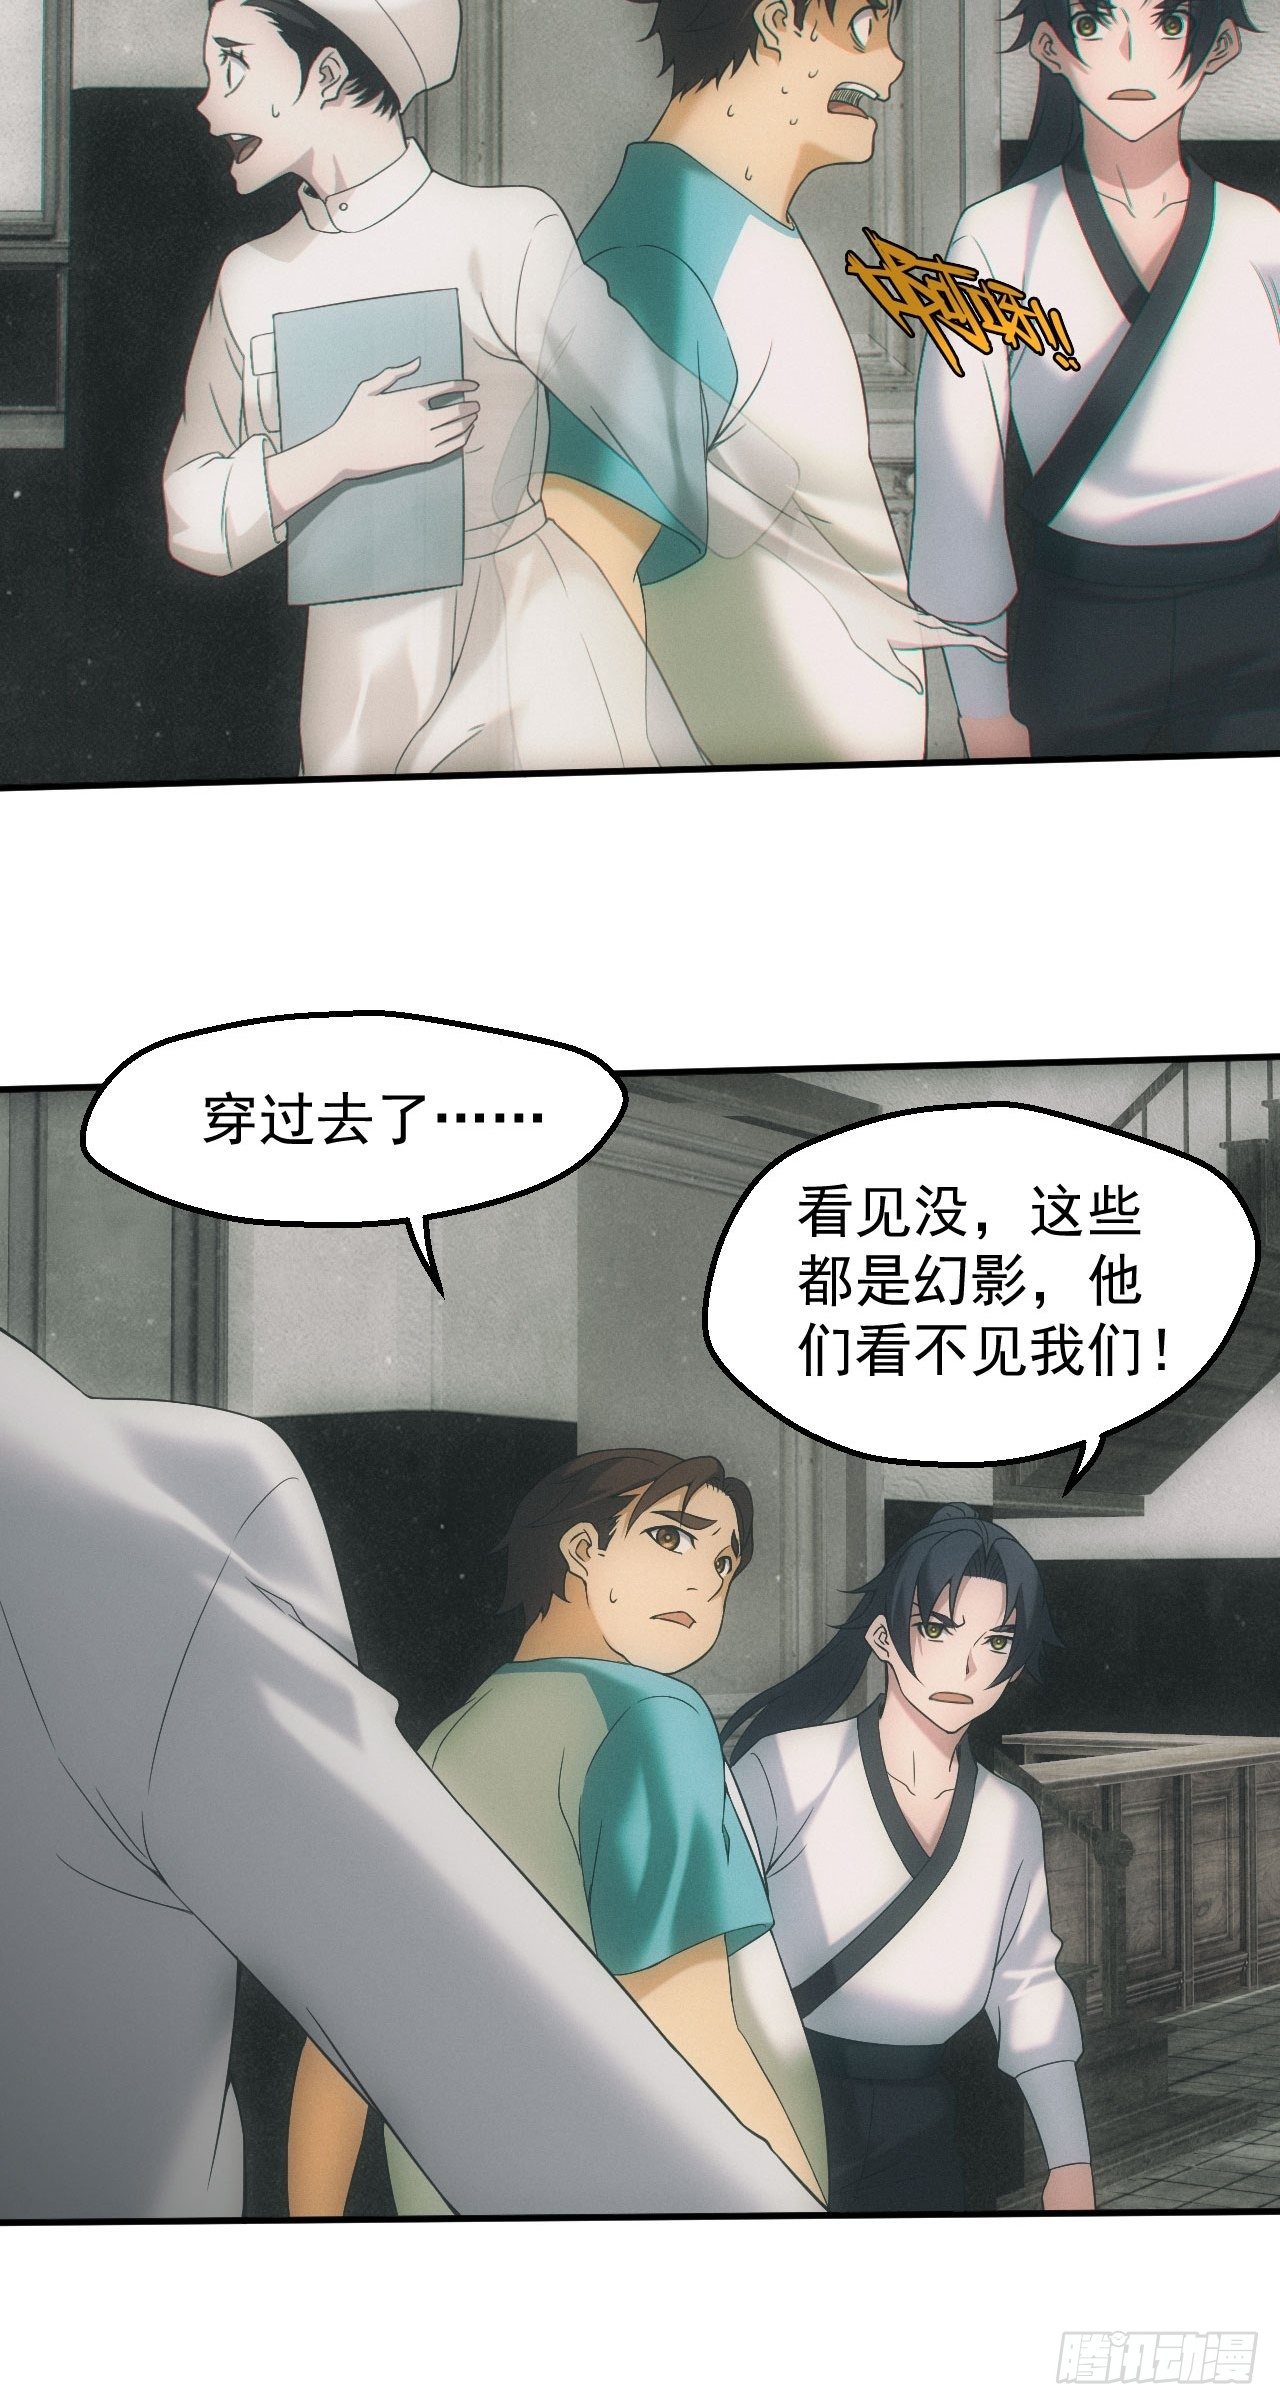 啊呀!!
穿过去了……
看见没，这些
都是幻影，他
们看不见我们！
腾讯动漫